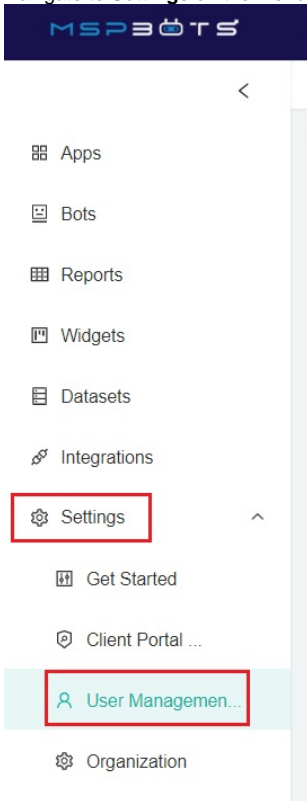 MSPBOTS
Apps
Bots
Reports
Widgets
Datasets
Integrations
Settings
Get Started
Client Portal ...
User Managemen...
Organization